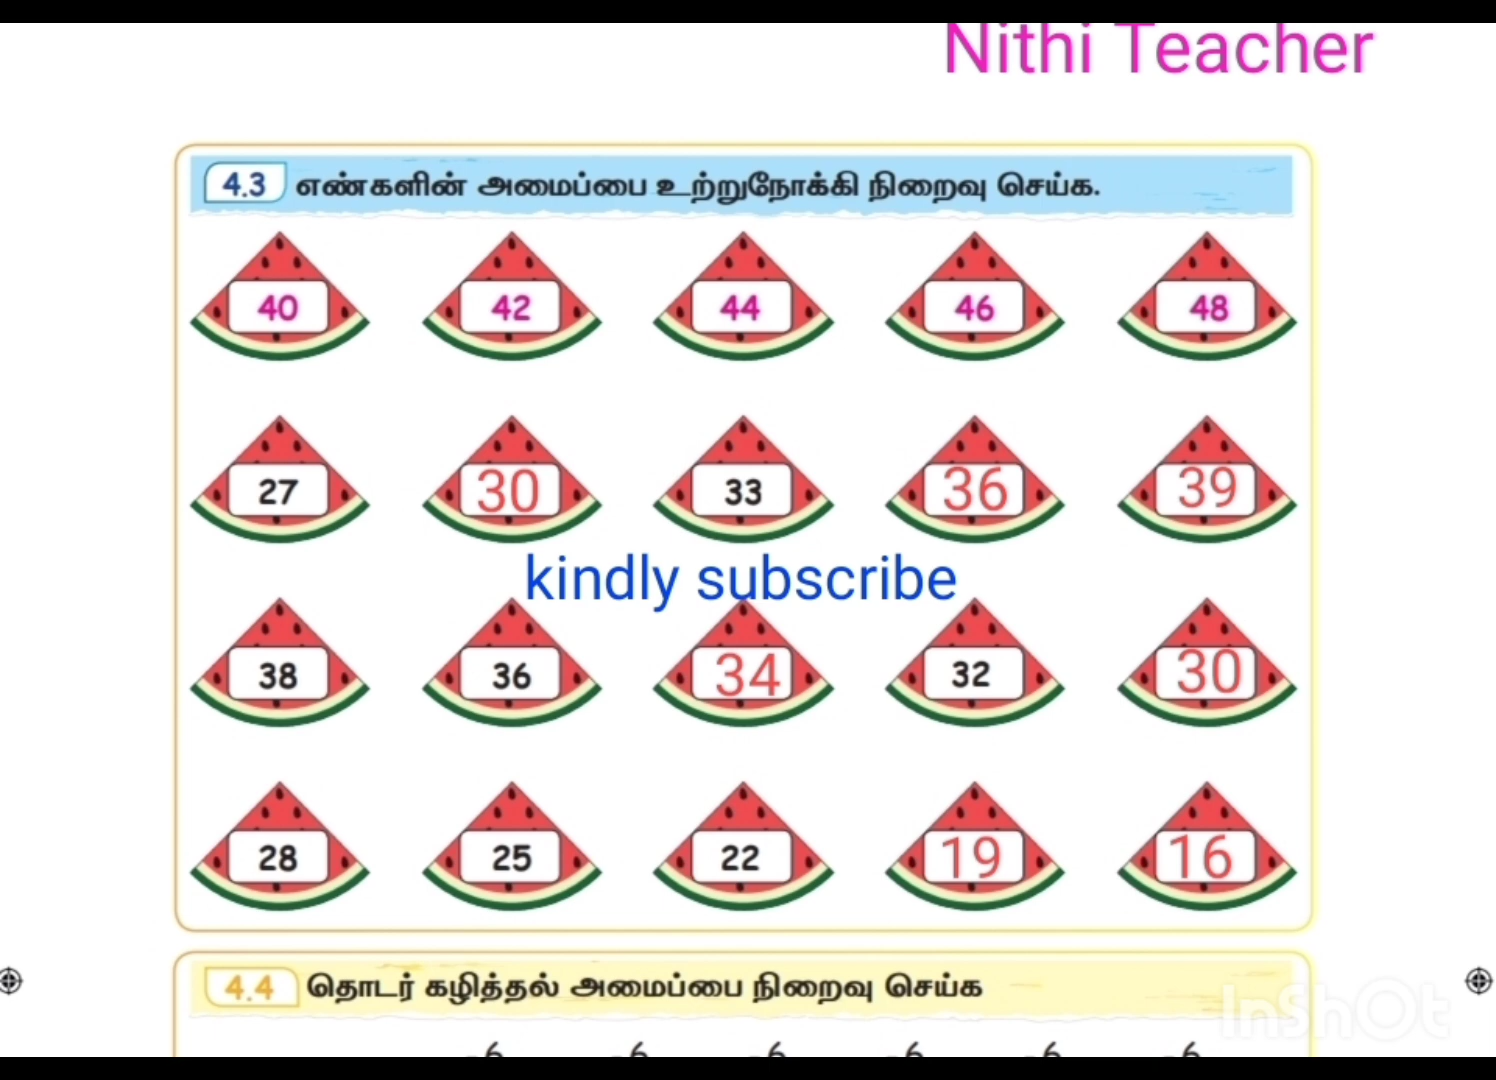 Nithi Teacher
4.3 எண்களின் அமைப்பை உற்றுநோக்கி நிறைவு செய்க.
40 42 44 46 48
27 30 33 36 39
kindly subscribe
38 36 34 32 30
28 25 22 19 16
4.4 தொடர் கழித்தல் அமைப்பை நிறைவு செய்க
InShOt